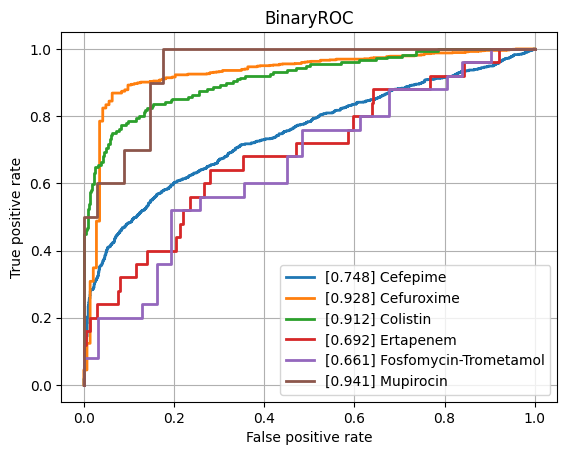 BinaryROC
True positive rate
1.0
0.8
0.6
0.4
0.2
0.0
[0.748] Cefepime
[0.928] Cefuroxime
[0.912] Colistin
[0.692] Ertapenem
[0.661] Fosfomycin-Trometamol
[0.941] Mupirocin
0.0 0.2 0.4 0.6 0.8 1.0
False positive rate